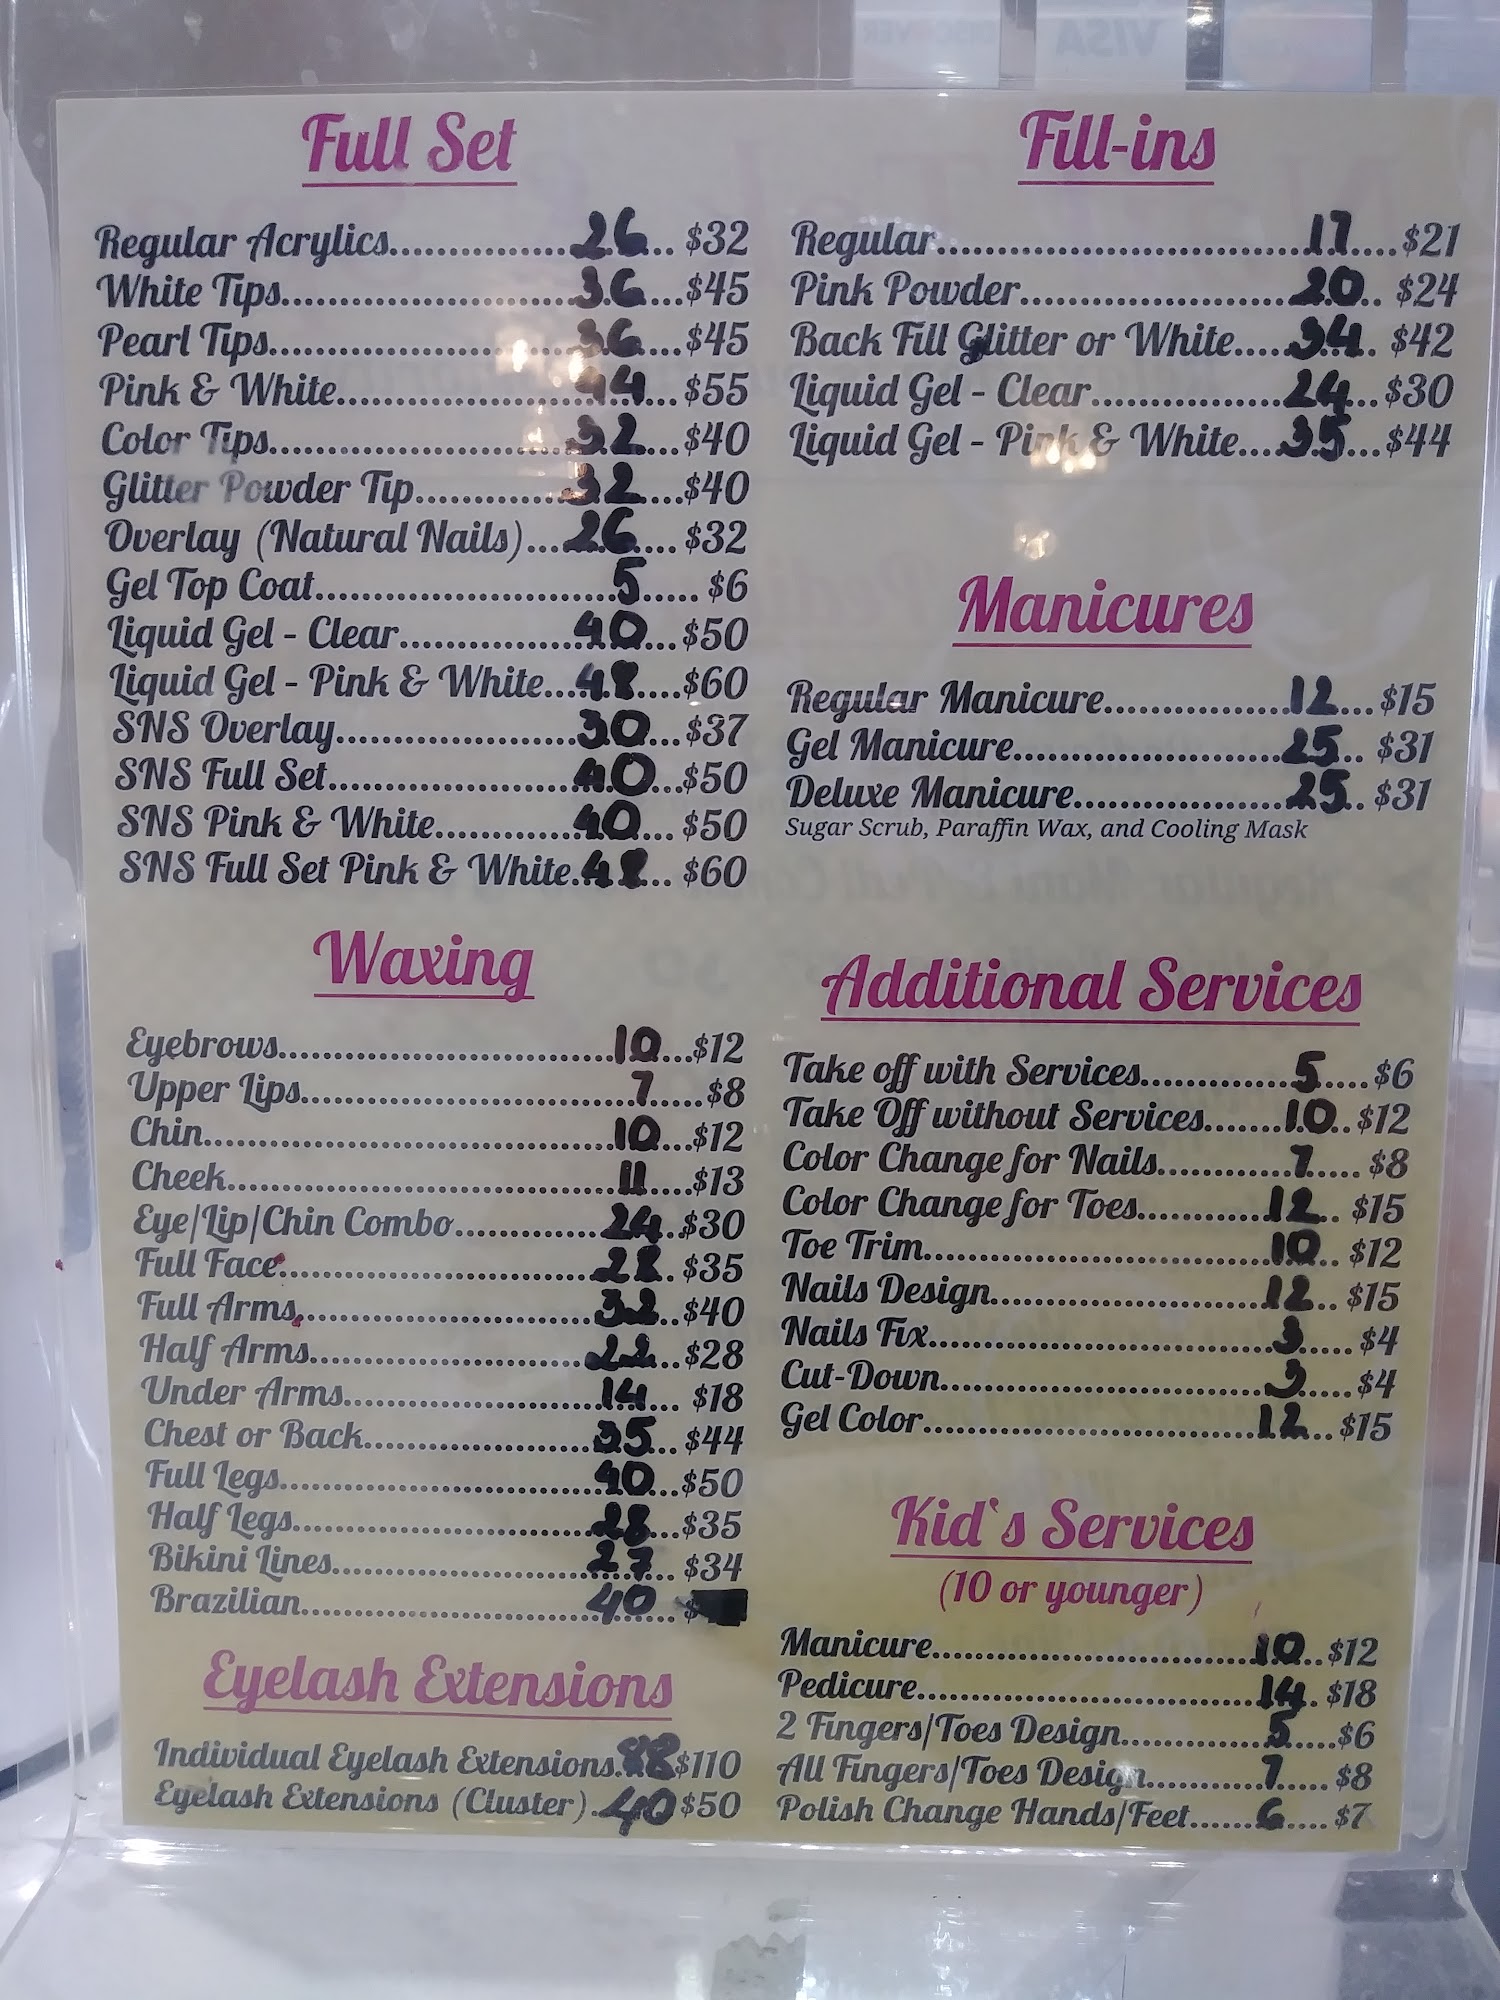 Full Set
Regular Acrylics 26 $32
White Tips 36 $45
Pearl Tips 36 $45
Pink & White 44 $55
Color Tips 32 $40
Glitter Powder Tip 32 $40
Overlay (Natural Nails) 26 $32
Gel Top Coat 5 $6
Liquid Gel - Clear 40 $50
Liquid Gel - Pink & White 48 $60
SNS Overlay 30 $37
SNS Full Set 40 $50
SNS Pink & White 40 $50
SNS Full Set Pink & White 48 $60
Waxing
Eyebrows 10 $12
Upper Lips 7 $8
Chin 10 $12
Cheek 11 $13
Eye/Lip/Chin Combo 24 $30
Full Face 28 $35
Full Arms 32 $40
Half Arms 22 $28
Under Arms 14 $18
Chest or Back 35 $44
Full Legs 40 $50
Half Legs 28 $35
Bikini Lines 27 $34
Brazilian 40 $
Eyelash Extensions
Individual Eyelash Extensions 88 $110
Eyelash Extensions (Cluster) 40 $50
Fill-ins
Regular 17 $21
Pink Powder 20 $24
Back Fill Glitter or White 34 $42
Liquid Gel - Clear 24 $30
Liquid Gel - Pink & White 35 $44
Manicures
Regular Manicure 12 $15
Gel Manicure 25 $31
Deluxe Manicure 25 $31
Sugar Scrub, Paraffin Wax, and Cooling Mask
Additional Services
Take off with Services 5 $6
Take Off without Services 10 $12
Color Change for Nails 7 $8
Color Change for Toes 12 $15
Toe Trim 10 $12
Nails Design 12 $15
Nails Fix 3 $4
Cut-Down 3 $4
Gel Color 12 $15
Kid's Services
(10 or younger)
Manicure 10 $12
Pedicure 14 $18
2 Fingers/Toes Design 5 $6
All Fingers/Toes Design 7 $8
Polish Change Hands/Feet 6 $7